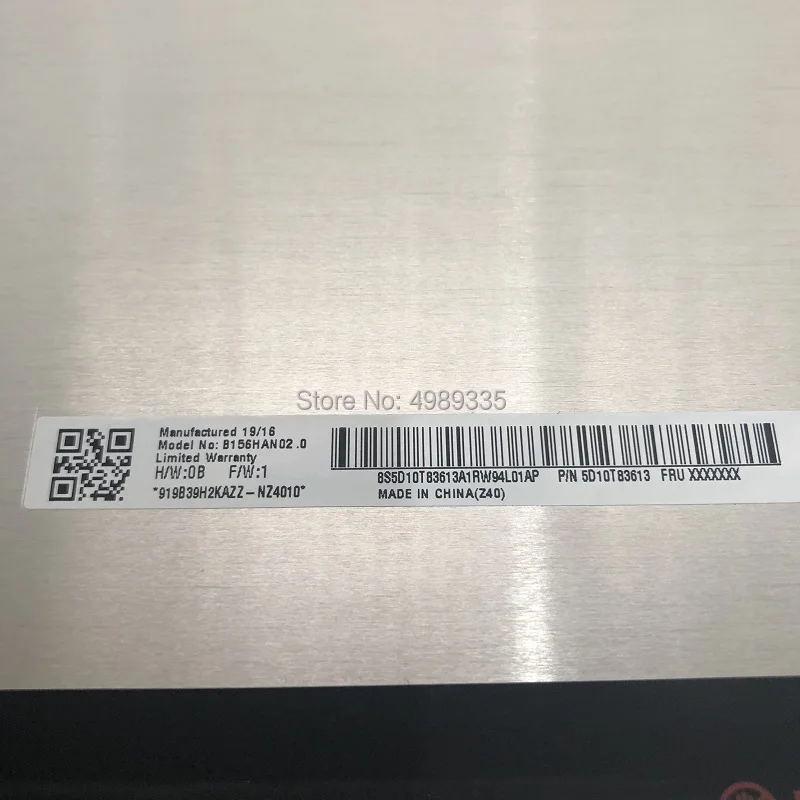 Store No: 4989335
Manufactured 19/16
Model No: B156HAN02.0
Limited Warranty
H/W:0B F/W:1
*919B39H2KAZZ-NZ4010*
8S5D10T83613A1RW94L01AP P/N 5D10T83613 FRU XXXXXXX
MADE IN CHINA(Z40)